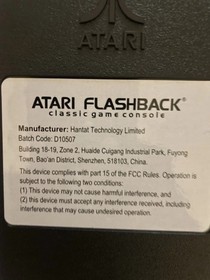 ATARI
ATARI FLASHBACK®
classic game console
Manufacturer: Hantat Technology Limited
Batch Code: D10507
Building 18-19, Zone 2, Huaide Cuigang Industrial Park, Fuyong
Town, Bao'an District, Shenzhen, 518103, China.
This device complies with part 15 of the FCC Rules. Operation is
subject to the following two conditions:
(1) This device may not cause harmful interference, and
(2) this device must accept any interference received, including
interference that may cause undesired operation.